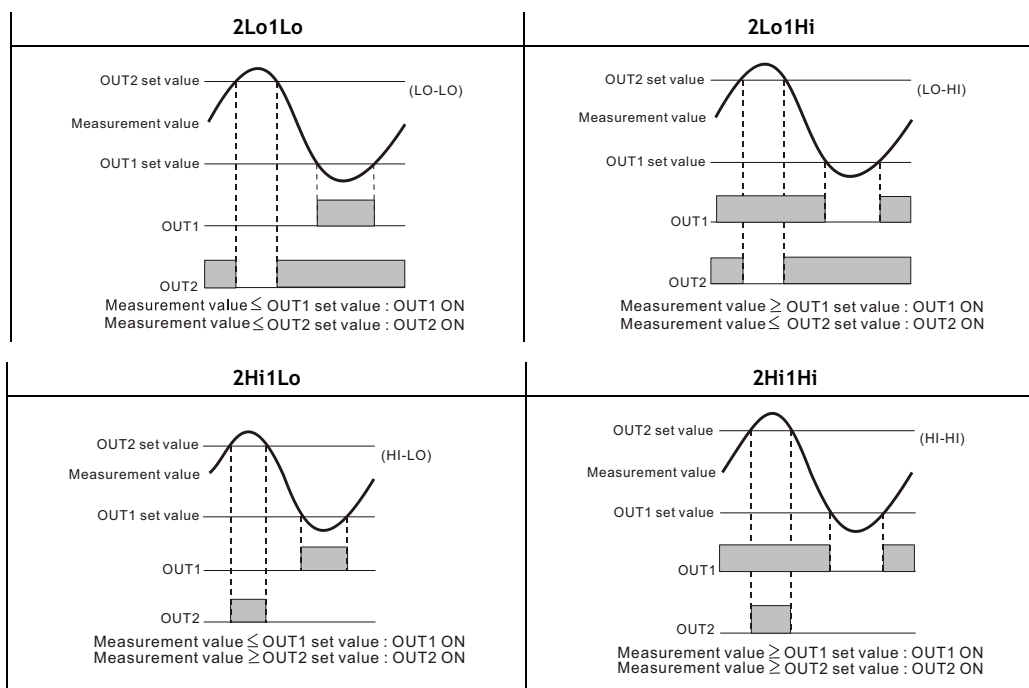 2Lo1Lo
OUT2 set value
(LO-LO)
Measurement value
OUT1 set value
OUT1
OUT2
Measurement value ≤ OUT1 set value : OUT1 ON
Measurement value ≤ OUT2 set value : OUT2 ON
2Lo1Hi
OUT2 set value
(LO-HI)
Measurement value
OUT1 set value
OUT1
OUT2
Measurement value ≥ OUT1 set value : OUT1 ON
Measurement value ≤ OUT2 set value : OUT2 ON
2Hi1Lo
OUT2 set value
(HI-LO)
Measurement value
OUT1 set value
OUT1
OUT2
Measurement value ≤ OUT1 set value : OUT1 ON
Measurement value ≥ OUT2 set value : OUT2 ON
2Hi1Hi
OUT2 set value
(HI-HI)
Measurement value
OUT1 set value
OUT1
OUT2
Measurement value ≥ OUT1 set value : OUT1 ON
Measurement value ≥ OUT2 set value : OUT2 ON